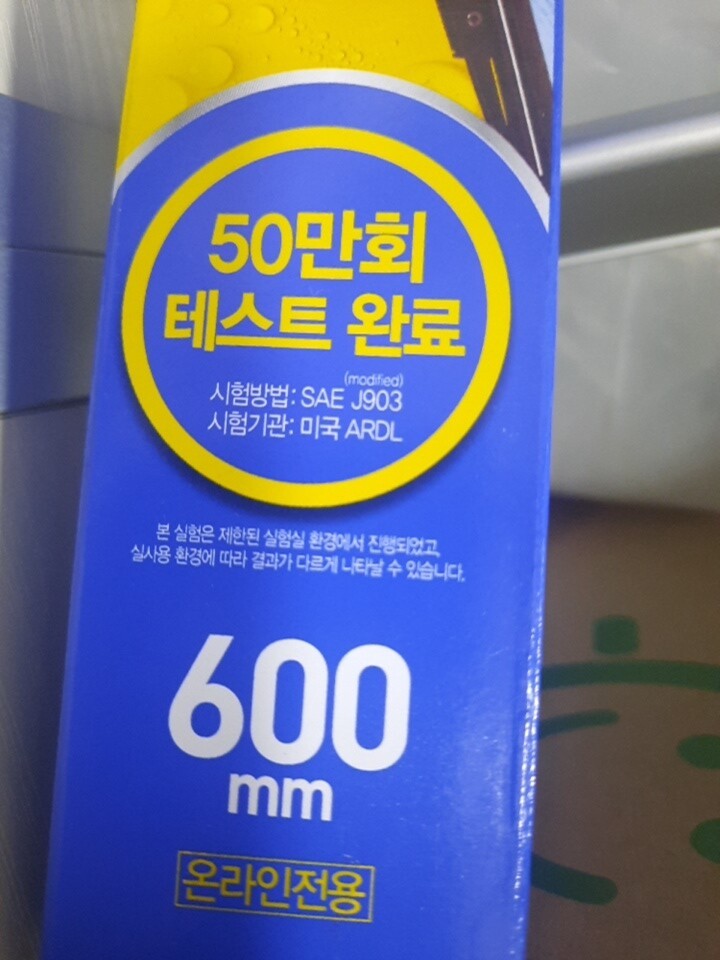 50만회
테스트 완료
(modified)
시험방법: SAE J903
시험기관: 미국 ARDL
본 실험은 제한된 실험실 환경에서 진행되었고,
실사용 환경에 따라 결과가 다르게 나타날 수 있습니다.
600
mm
온라인전용